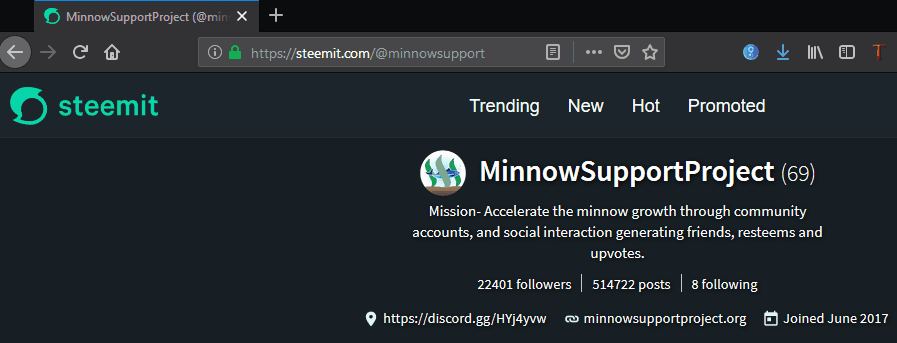 MinnowSupportProject (@min
https://steemit.com/@minnowsupport
steemit
Trending New Hot Promoted
MinnowSupportProject (69)
Mission- Accelerate the minnow growth through community
accounts, and social interaction generating friends, resteems and
upvotes.
22401 followers 514722 posts 8 following
https://discord.gg/HYj4yvw minnowsupportproject.org Joined June 2017